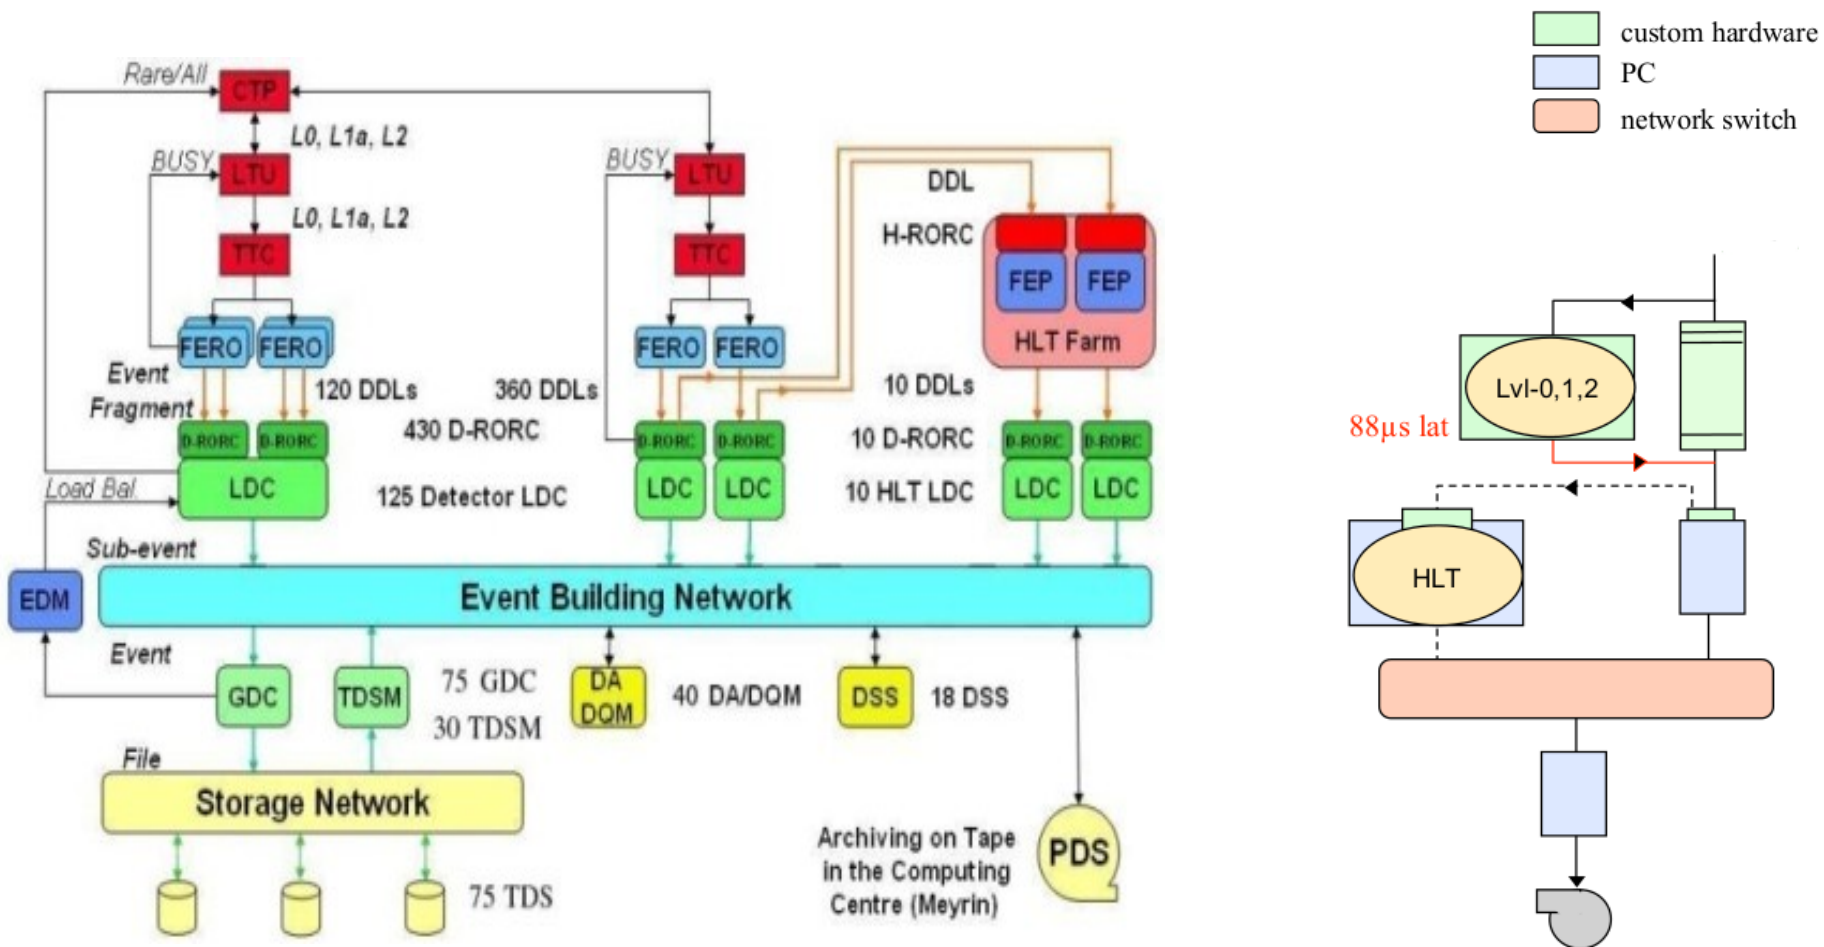 custom hardware
PC
network switch
Rare/All
CTP
L0, L1a, L2
BUSY
LTU
BUSY
LTU
L0, L1a, L2
TTC
TTC
DDL
H-RORC
FEP
FEP
HLT Farm
FERO
FERO
FERO
FERO
Event
Fragment
120 DDLs
360 DDLs
10 DDLs
430 D-RORC
10 D-RORC
D-RORC
D-RORC
D-RORC
D-RORC
D-RORC
D-RORC
Load Bal.
LDC
125 Detector LDC
LDC
LDC
10 HLT LDC
LDC
LDC
Sub-event
EDM
Event Building Network
Event
GDC
TDSM
75 GDC
30 TDSM
DA
DQM
40 DA/DQM
DSS
18 DSS
File
Storage Network
75 TDS
Archiving on Tape
in the Computing
Centre (Meyrin)
PDS
Lvl-0,1,2
88µs lat
HLT